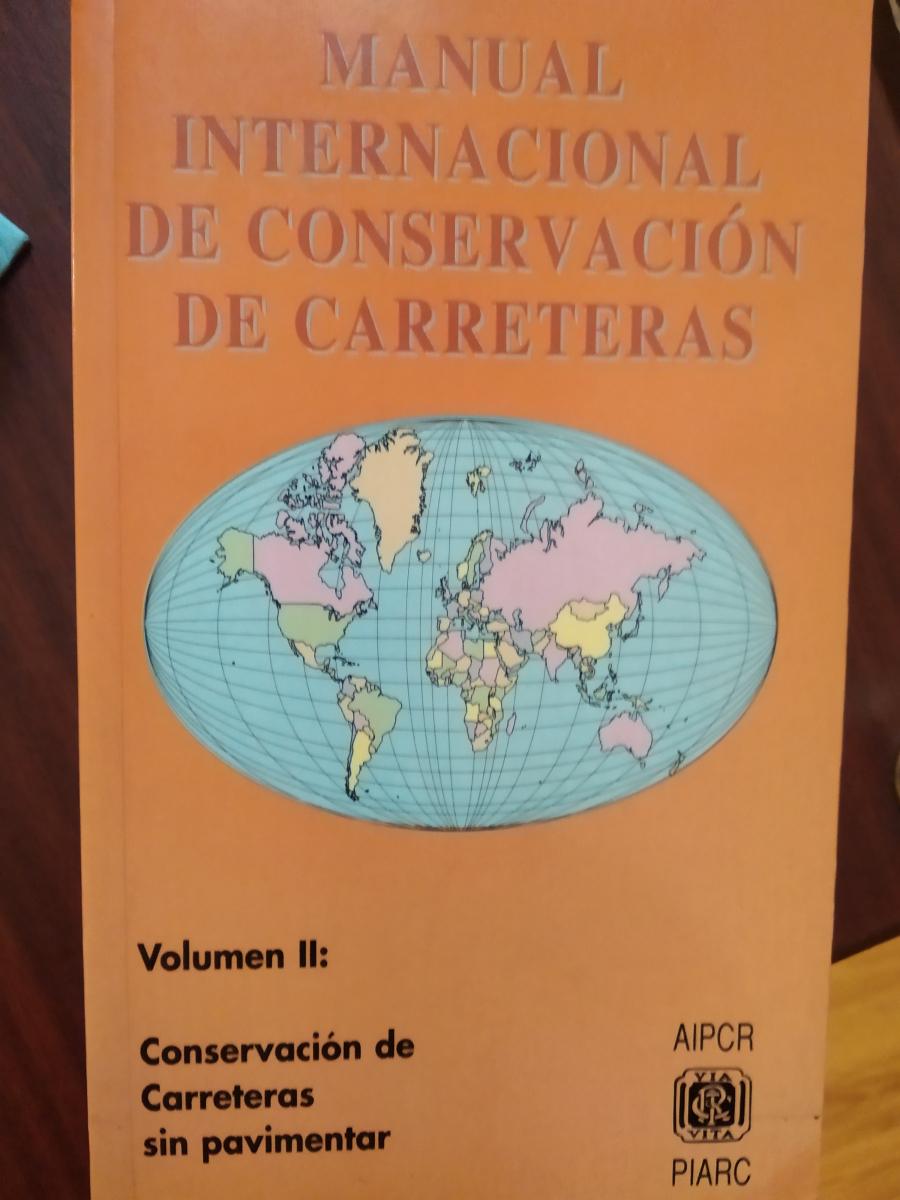 MANUAL
INTERNACIONAL
DE CONSERVACIÓN
DE CARRETERAS
Volumen II:
Conservación de
Carreteras
sin pavimentar
AIPCR
VIA
VITA
PIARC